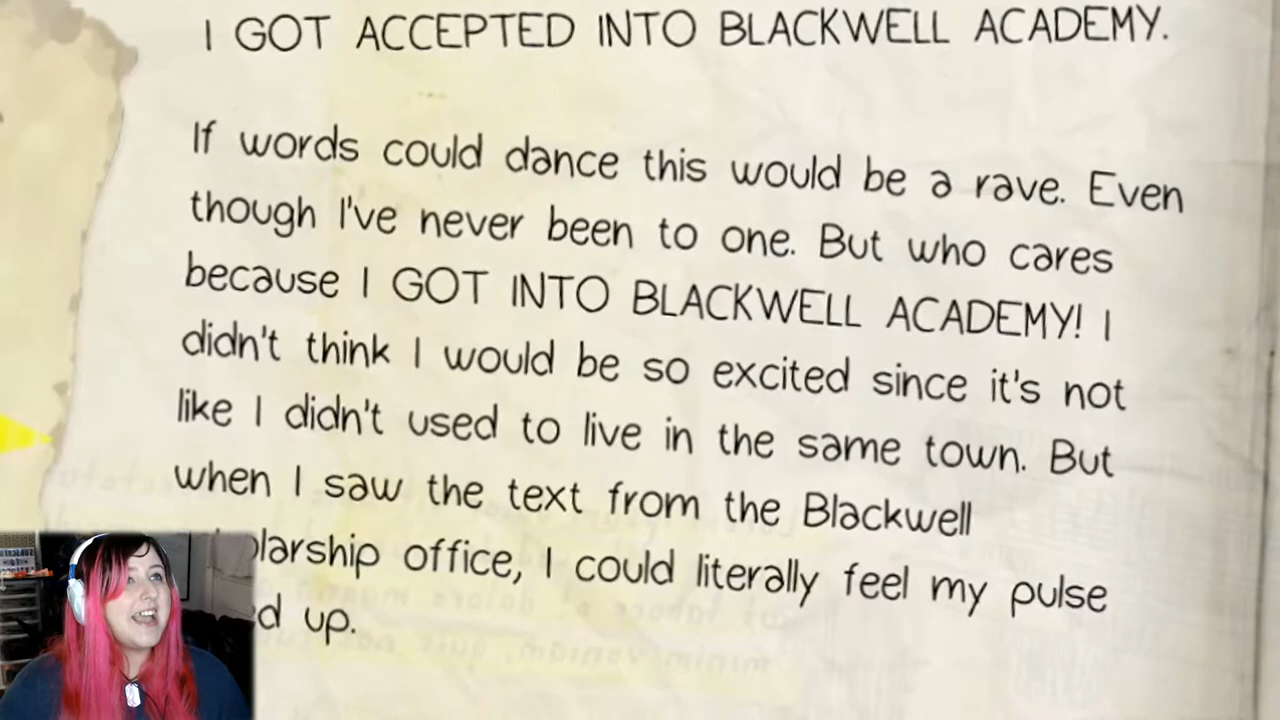 I GOT ACCEPTED INTO BLACKWELL ACADEMY.
If words could dance this would be a rave. Even
though I've never been to one. But who cares
because I GOT INTO BLACKWELL ACADEMY! I
didn't think I would be so excited since it's not
like I didn't used to live in the same town. But
when I saw the text from the Blackwell
larship office, I could literally feel my pulse
d up.